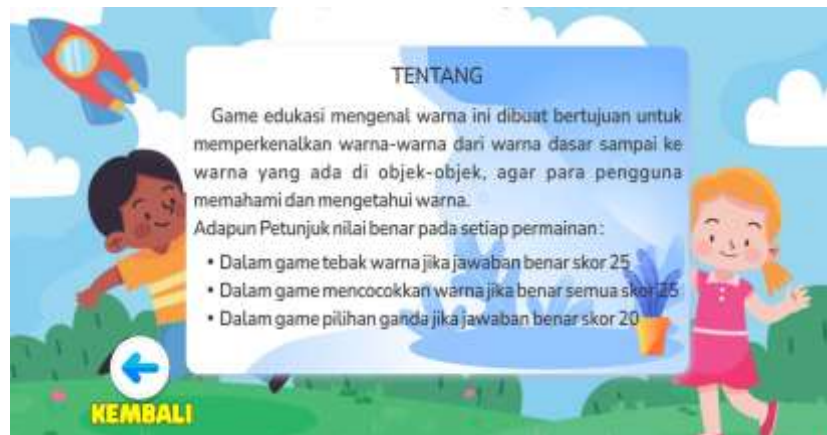 TENTANG
Game edukasi mengenal warna ini dibuat bertujuan untuk
memperkenalkan warna-warna dari warna dasar sampai ke
warna yang ada di objek-objek, agar para pengguna
memahami dan mengetahui warna.
Adapun Petunjuk nilai benar pada setiap permainan :
• Dalam game tebak warna jika jawaban benar skor 25
• Dalam game mencocokkan warna jika benar semua skor 25
• Dalam game pilihan ganda jika jawaban benar skor 20
KEMBALI